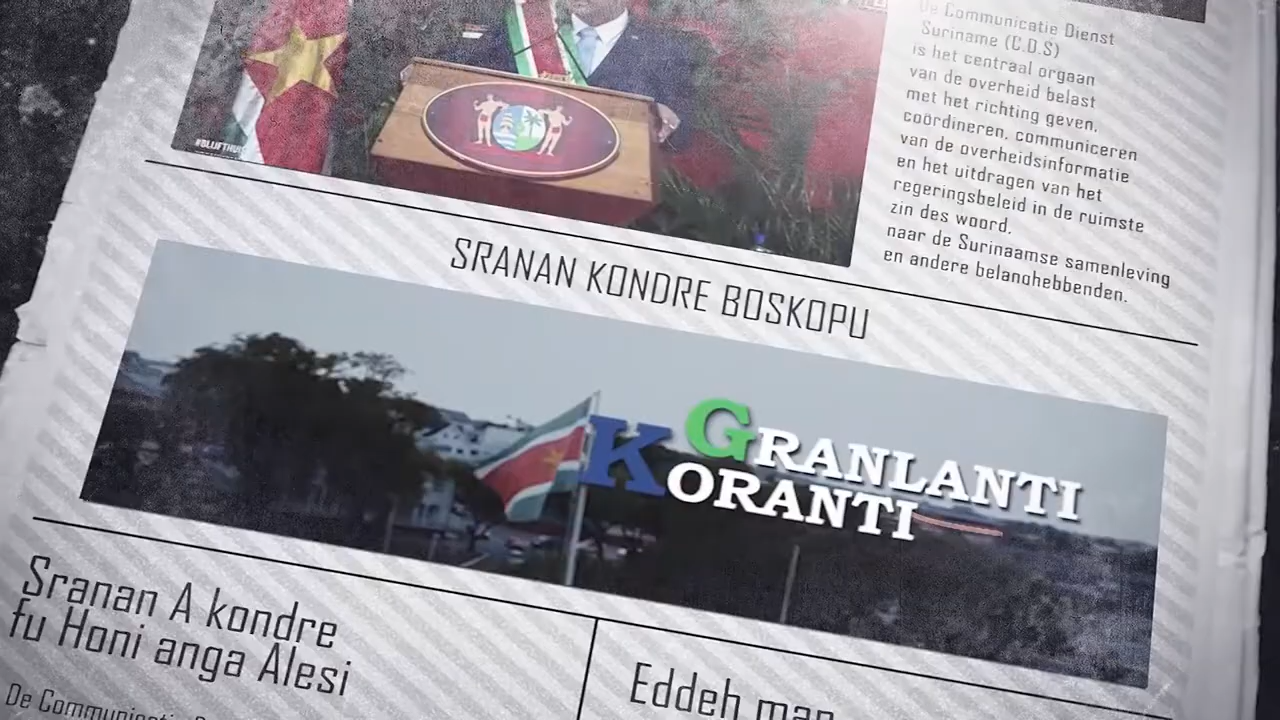 De Communicatie Dienst
Suriname (C.D.S)
is het centraal orgaan
van de overheid belast
met het richting geven,
coördineren, communiceren
van de overheidsinformatie
en het uitdragen van het
regeringsbeleid in de ruimste
zin des woord,
naar de Surinaamse samenleving
en andere belanghebbenden.
SRANAN KONDRE BOSKOPU
GRANLANTI
KORANTI
Sranan A kondre
fu Honi anga Alesi
De
Eddeh man